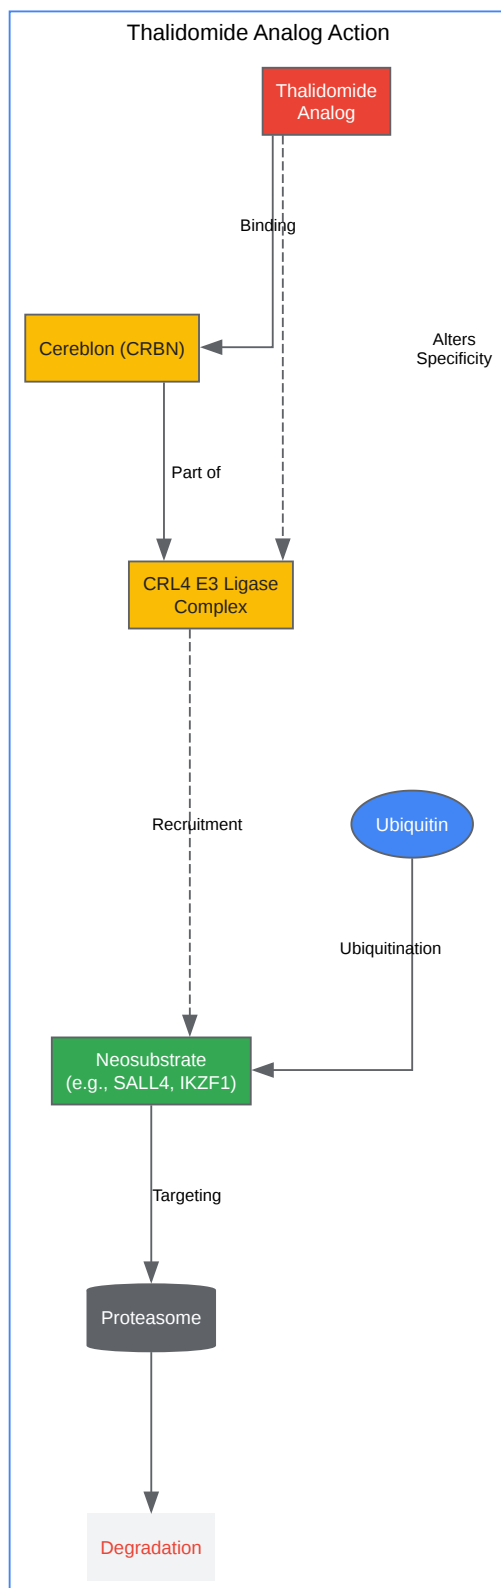 Thalidomide Analog Action
Thalidomide
Analog
Binding
Cereblon (CRBN)
Alters
Specificity
Part of
CRL4 E3 Ligase
Complex
Recruitment
Ubiquitin
Ubiquitination
Neosubstrate
(e.g., SALL4, IKZF1)
Targeting
Proteasome
Degradation